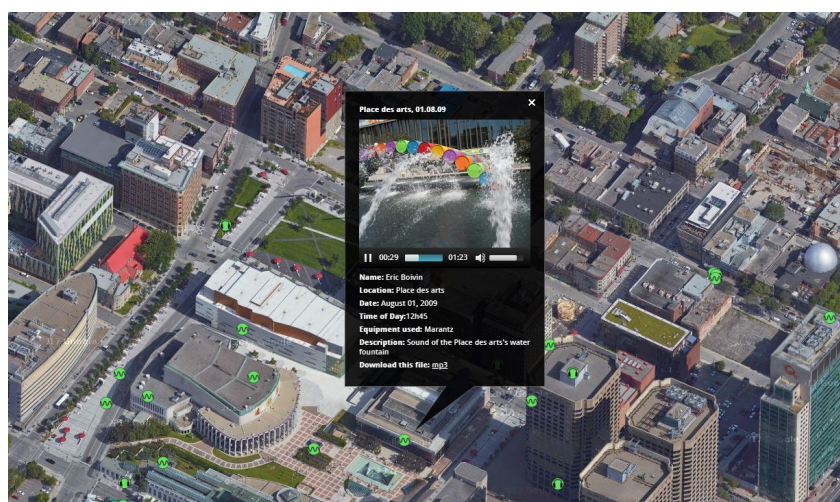 Place des arts, 01.08.09
00:29
01:23
Name: Eric Boivin
Location: Place des arts
Date: August 01, 2009
Time of Day:12h45
Equipment used: Marantz
Description: Sound of the Place des arts's water
fountain
Download this file: mp3